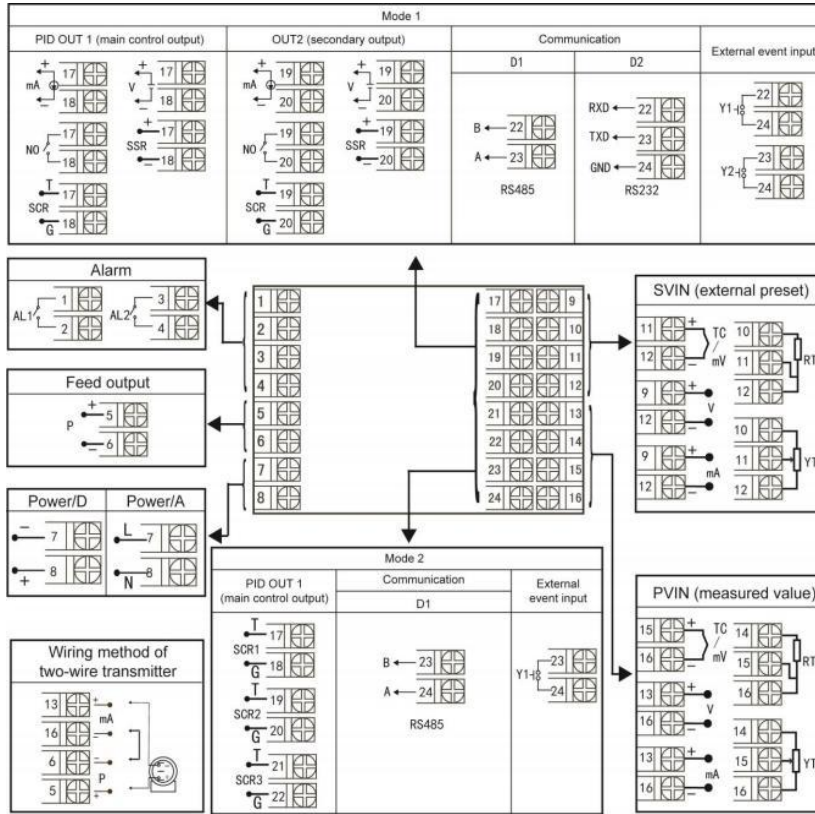 Mode 1
PID OUT 1 (main control output)
OUT2 (secondary output)
Communication
External event input
D1
D2
+ 17
mA
− 18
+ 17
V
− 18
NO 17
18
+ 17
SSR
− 18
T 17
SCR
G 18
+ 19
mA
− 20
+ 19
V
− 20
NO 19
20
+ 19
SSR
− 20
T 19
SCR
G 20
B 22
A 23
RS485
RXD 22
TXD 23
GND 24
RS232
22
Y1
24
23
Y2
24
Alarm
AL1 1
2
AL2 3
4
Feed output
P + 5
− 6
Power/D
Power/A
− 7
+ 8
L 7
N 8
Wiring method of
two-wire transmitter
13 +
mA
16 −
6 −
P
5 +
1
2
3
4
5
6
7
8
17 9
18 10
19 11
20 12
21 13
22 14
23 15
24 16
Mode 2
PID OUT 1
(main control output)
Communication
External
event input
D1
T 17
SCR1
G 18
T 19
SCR2
G 20
T 21
SCR3
G 22
B 23
A 24
RS485
23
Y1
24
SVIN (external preset)
11 + TC
/
12 − mV
9 +
V
12 −
9 +
mA
12 −
10
11 RT
12
10
11 YT
12
PVIN (measured value)
15 + TC
/
16 − mV
13 +
V
16 −
13 +
mA
16 −
14
15 RT
16
14
15 YT
16